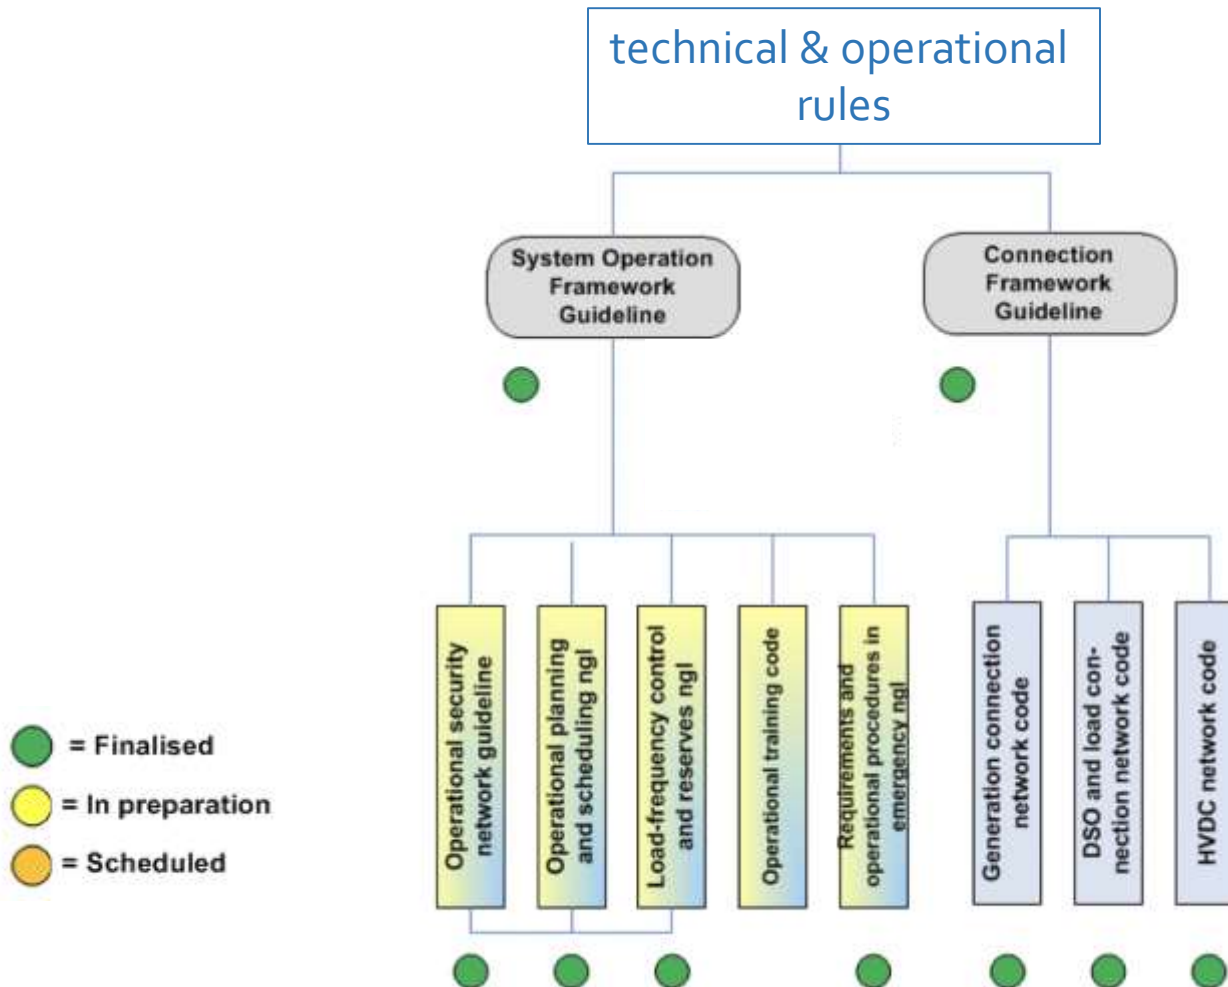 technical & operational
rules
System Operation
Framework
Guideline
Connection
Framework
Guideline
Operational security
network guideline
Operational planning
and scheduling ngl
Load-frequency control
and reserves ngl
Operational training code
Requirements and
operational procedures in
emergency ngl
Generation connection
network code
DSO and load con-
nection network code
HVDC network code
= Finalised
= In preparation
= Scheduled